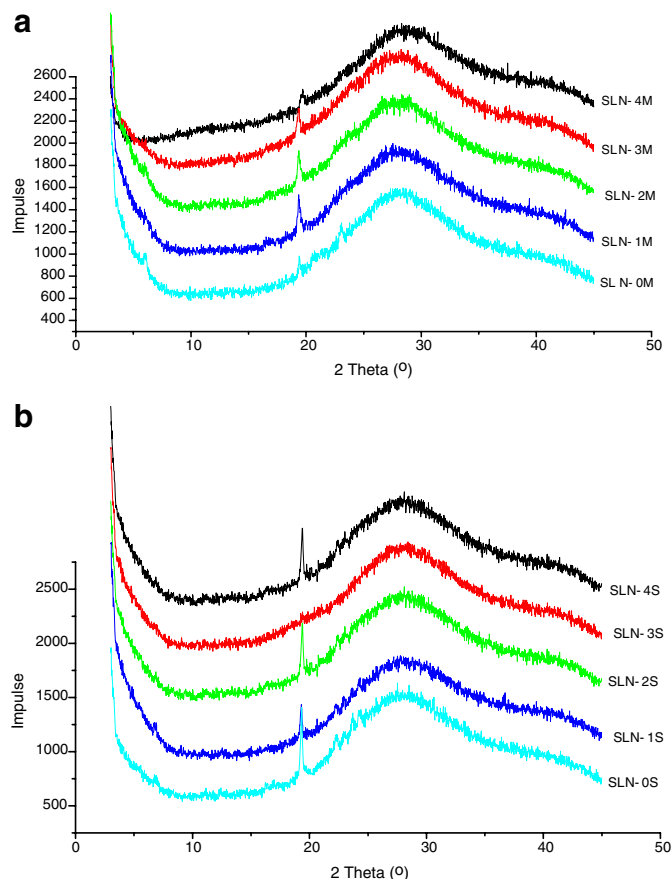 a
2600
2400
2200
2000
1800
1600
1400
1200
1000
800
600
400
Impulse
SLN- 4M
SLN- 3M
SLN- 2M
SLN- 1M
SL N- 0M
0 10 20 30 40 50
2 Theta (O)
b
2500
2000
1500
1000
500
Impulse
SLN- 4S
SLN- 3S
SLN- 2S
SLN- 1S
SLN- 0S
0 10 20 30 40 50
2 Theta (O)